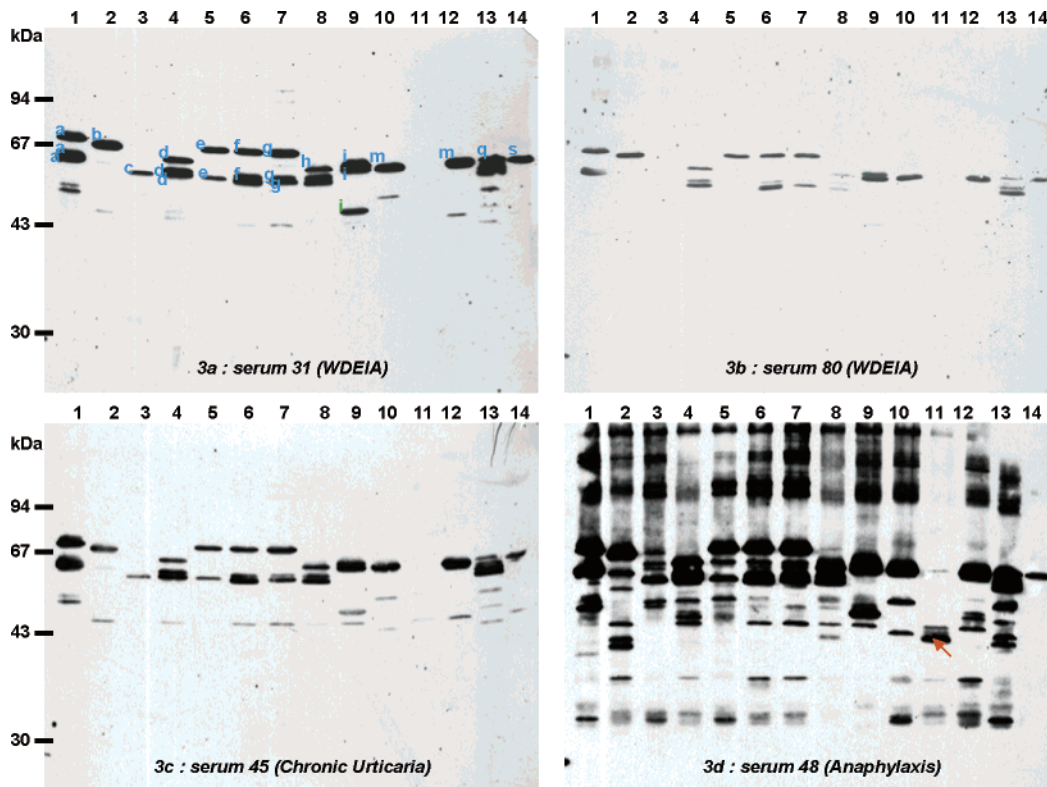 1 2 3 4 5 6 7 8 9 10 11 12 13 14
1 2 3 4 5 6 7 8 9 10 11 12 13 14
kDa
94
67
43
30
a b
a
a c
d
d
d
e
e
f
f
g
g
g
h
i
i
i
m
m
q
s
3a : serum 31 (WDEIA)
3b : serum 80 (WDEIA)
1 2 3 4 5 6 7 8 9 10 11 12 13 14
1 2 3 4 5 6 7 8 9 10 11 12 13 14
kDa
94
67
43
30
3c : serum 45 (Chronic Urticaria)
3d : serum 48 (Anaphylaxis)